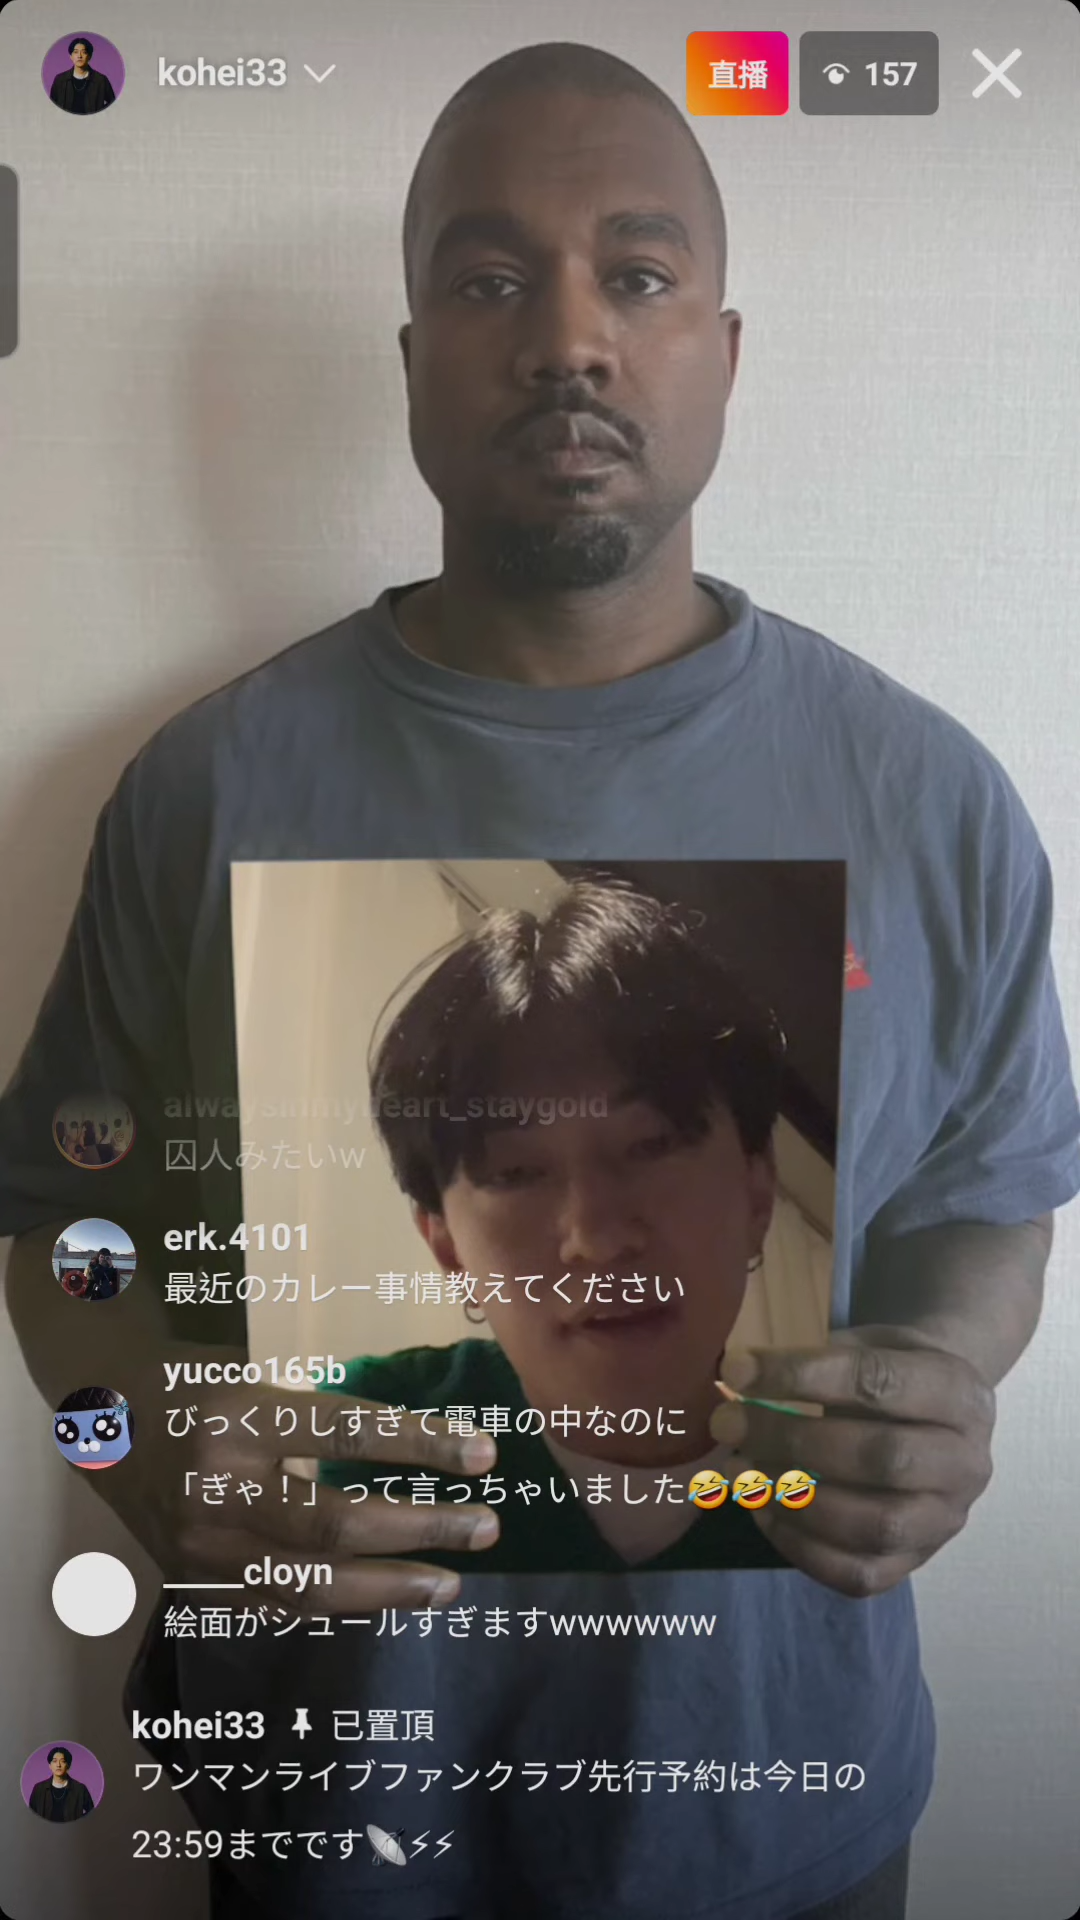 kohei33
直播
157
alwaysinmyheart_staygold
囚人みたいw
erk.4101
最近のカレー事情教えてください
yucco165b
びっくりしすぎて電車の中なのに
「ぎゃ！」って言っちゃいました🤣🤣🤣
_____cloyn
絵面がシュールすぎますwwwwww
kohei33 📌 已置頂
ワンマンライブファンクラブ先行予約は今日の
23:59までです📡⚡⚡